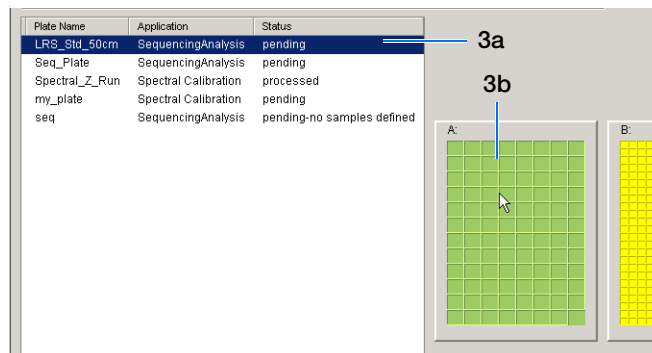 Plate Name Application Status
LRS_Std_50cm SequencingAnalysis pending
Seq_Plate SequencingAnalysis pending
Spectral_Z_Run Spectral Calibration processed
my_plate Spectral Calibration pending
seq SequencingAnalysis pending-no samples defined
3a
3b
A:
B: